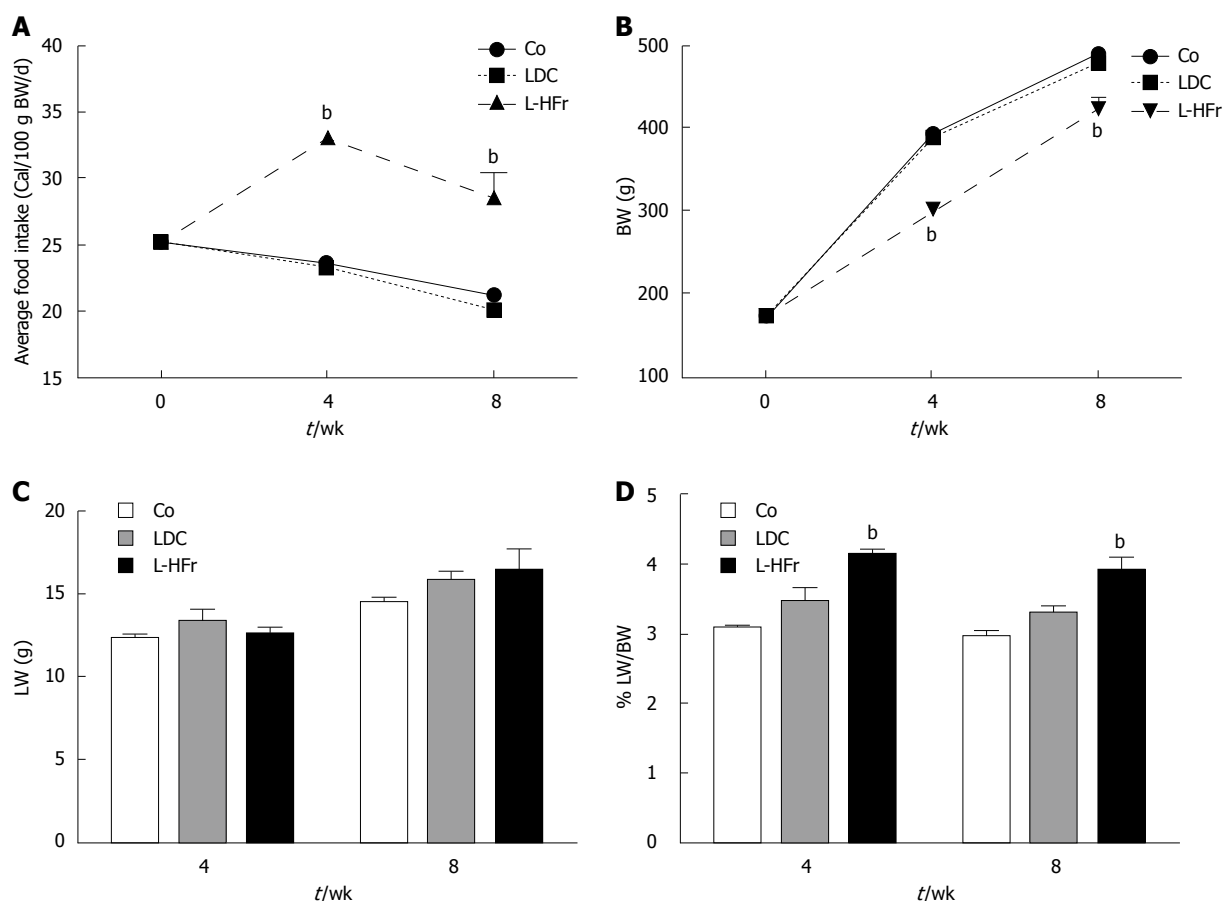 A
Average food intake (Cal/100 g BW/d)
40
35
30
25
20
15
0
4
8
t/wk
Co
LDC
L-HFr
b
b
B
BW (g)
500
400
300
200
100
0
4
8
t/wk
Co
LDC
L-HFr
b
b
C
LW (g)
20
15
10
5
0
4
8
t/wk
Co
LDC
L-HFr
D
% LW/BW
5
4
3
2
1
0
4
8
t/wk
Co
LDC
L-HFr
b
b